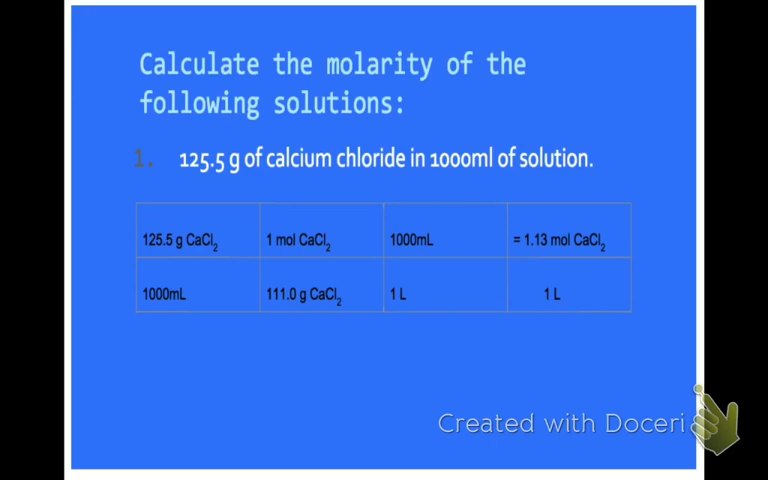 Calculate the molarity of the
following solutions:
1. 125.5 g of calcium chloride in 1000ml of solution.
125.5 g CaCl₂ 1 mol CaCl₂ 1000mL = 1.13 mol CaCl₂
1000mL 111.0 g CaCl₂ 1 L 1 L
Created with Doceri